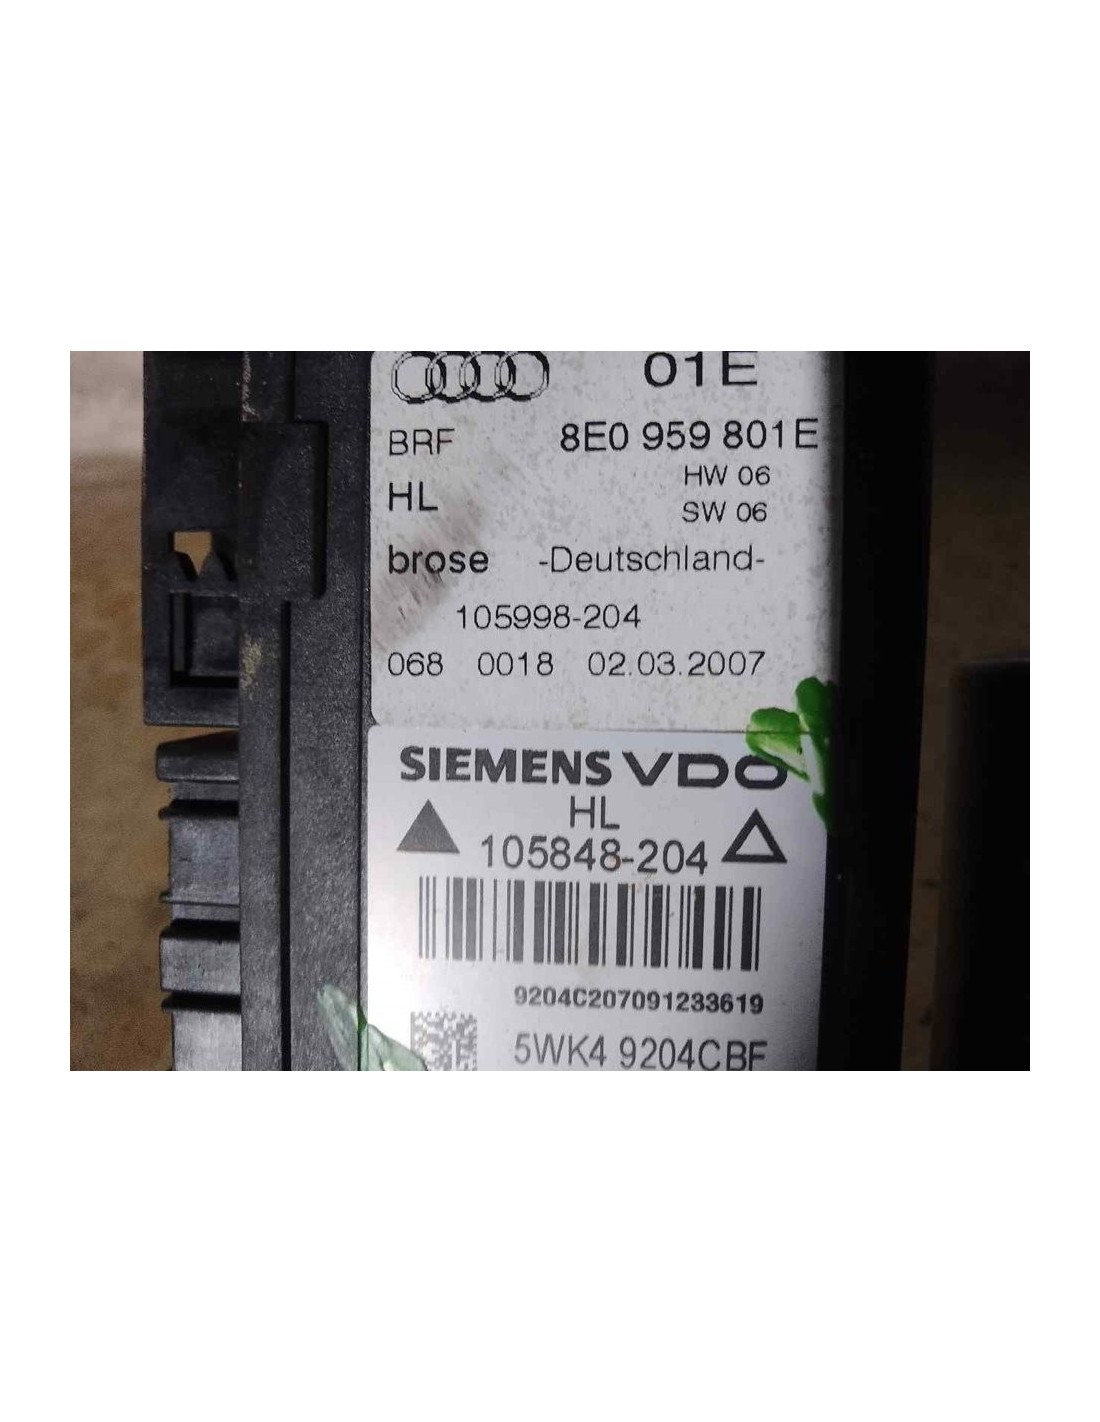 01E
BRF 8E0 959 801E
HW 06
HL
SW 06
brose -Deutschland-
105998-204
068 0018 02.03.2007
SIEMENS VDO
HL
105848-204
9204C207091233619
5WK4 9204CBF